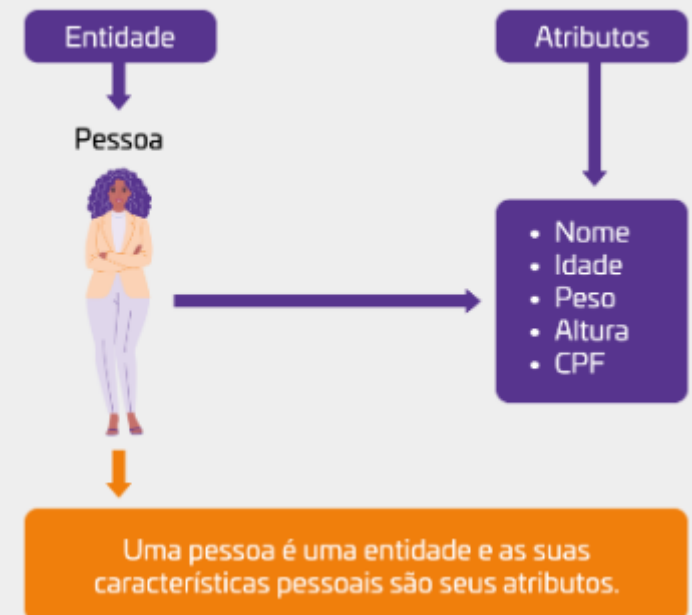 Entidade
Atributos
Pessoa
• Nome
• Idade
• Peso
• Altura
• CPF
Uma pessoa é uma entidade e as suas
características pessoais são seus atributos.